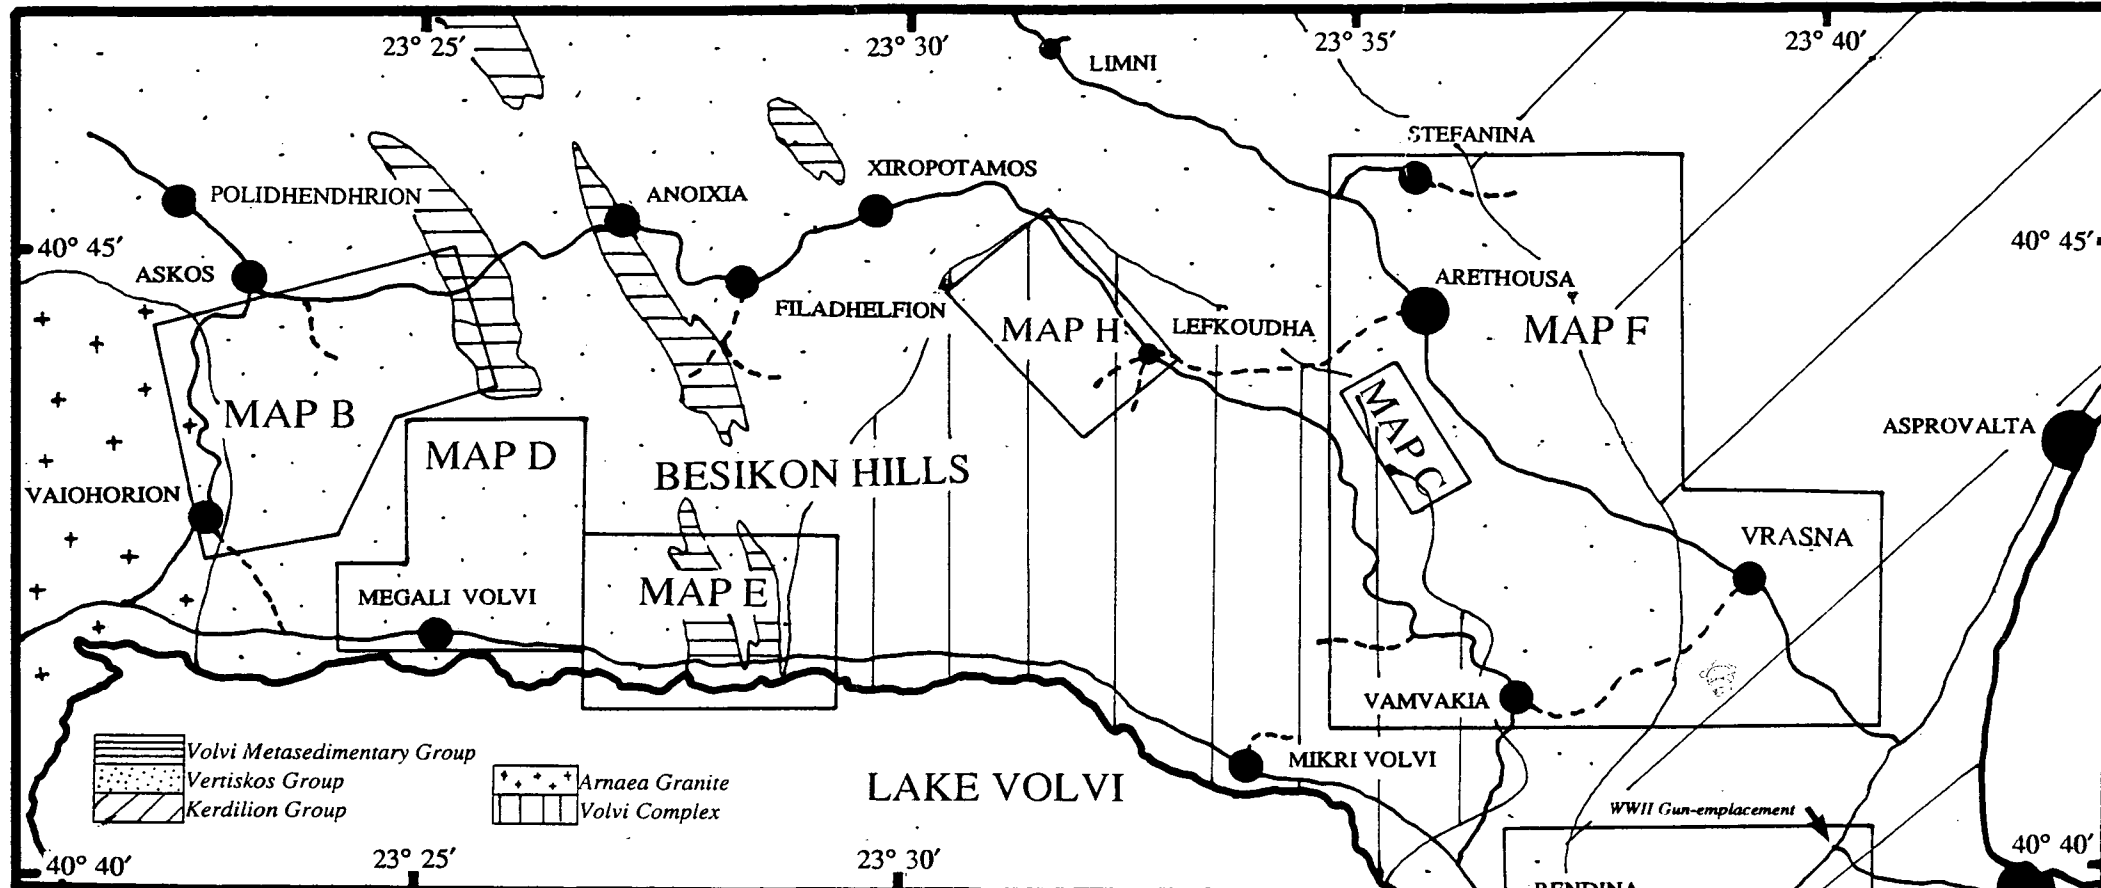 23° 25′
23° 30′
23° 35′
23° 40′
LIMNI
STEFANINA
XIROPOTAMOS
POLIDHENDHRION
ANOIXIA
40° 45′
40° 45′
ASKOS
ARETHOUSA
FILADHELFION
MAP H
LEFKOUDHA
MAP F
MAP B
MAP C
ASPROVALTA
MAP D
BESIKON HILLS
VAIOHORION
VRASNA
MAP E
MEGALI VOLVI
VAMVAKIA
Volvi Metasedimentary Group
Vertiskos Group
Kerdilion Group
Arnaea Granite
Volvi Complex
LAKE VOLVI
MIKRI VOLVI
WWII Gun-emplacement
40° 40′
23° 25′
23° 30′
40° 40′
RENDINA